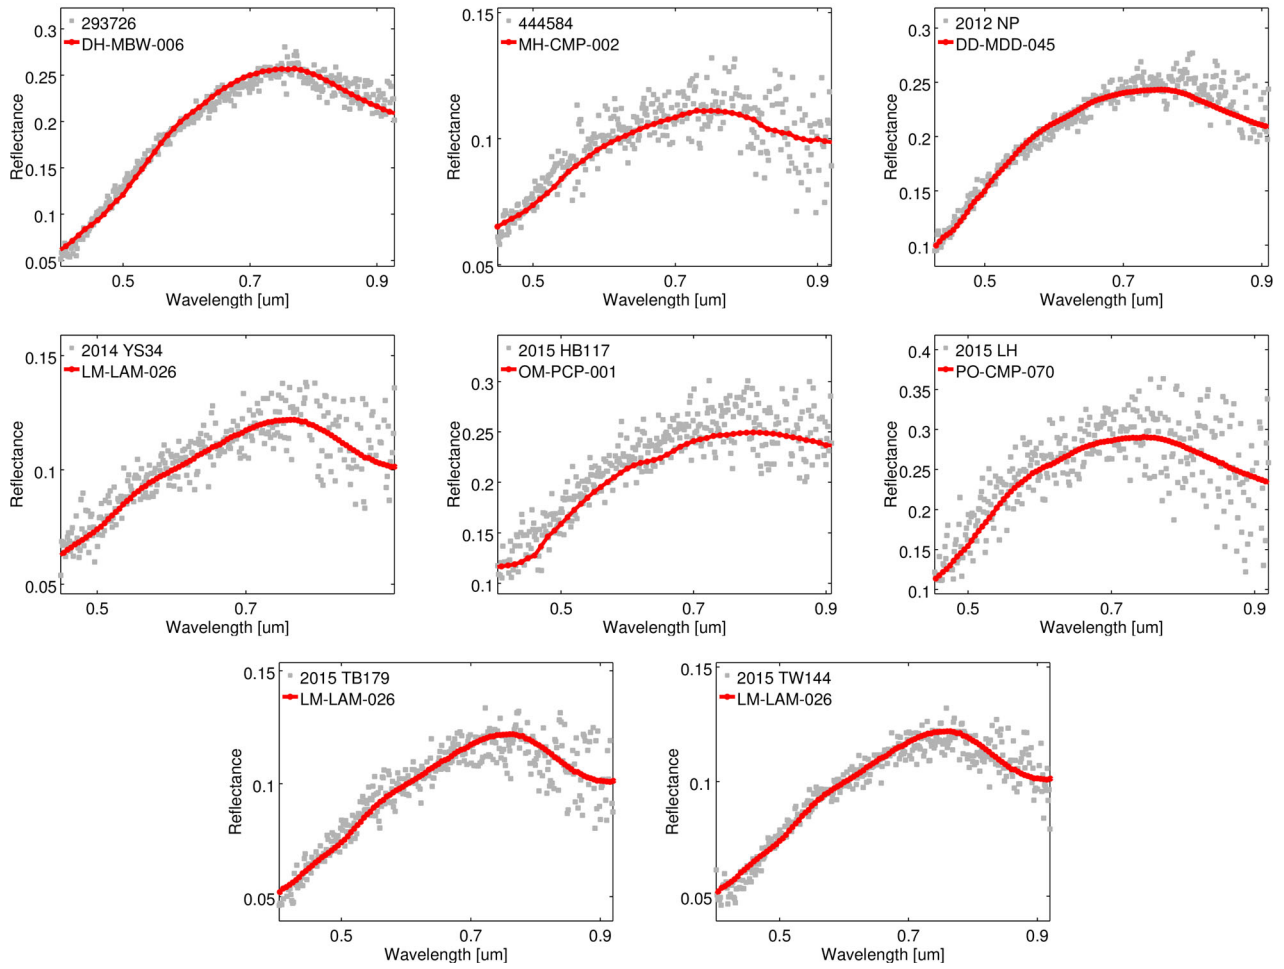 293726
DH-MBW-006
0.3
0.25
0.2
0.15
0.1
0.05
Reflectance
0.5
0.7
0.9
Wavelength [um]
444584
MH-CMP-002
0.15
0.1
0.05
Reflectance
0.5
0.7
0.9
Wavelength [um]
2012 NP
DD-MDD-045
0.3
0.25
0.2
0.15
0.1
Reflectance
0.5
0.7
0.9
Wavelength [um]
2014 YS34
LM-LAM-026
0.15
0.1
0.05
Reflectance
0.5
0.7
Wavelength [um]
2015 HB117
OM-PCP-001
0.3
0.25
0.2
0.15
0.1
Reflectance
0.5
0.7
0.9
Wavelength [um]
2015 LH
PO-CMP-070
0.4
0.35
0.3
0.25
0.2
0.15
0.1
Reflectance
0.5
0.7
0.9
Wavelength [um]
2015 TB179
LM-LAM-026
0.15
0.1
0.05
Reflectance
0.5
0.7
0.9
Wavelength [um]
2015 TW144
LM-LAM-026
0.15
0.1
0.05
Reflectance
0.5
0.7
0.9
Wavelength [um]